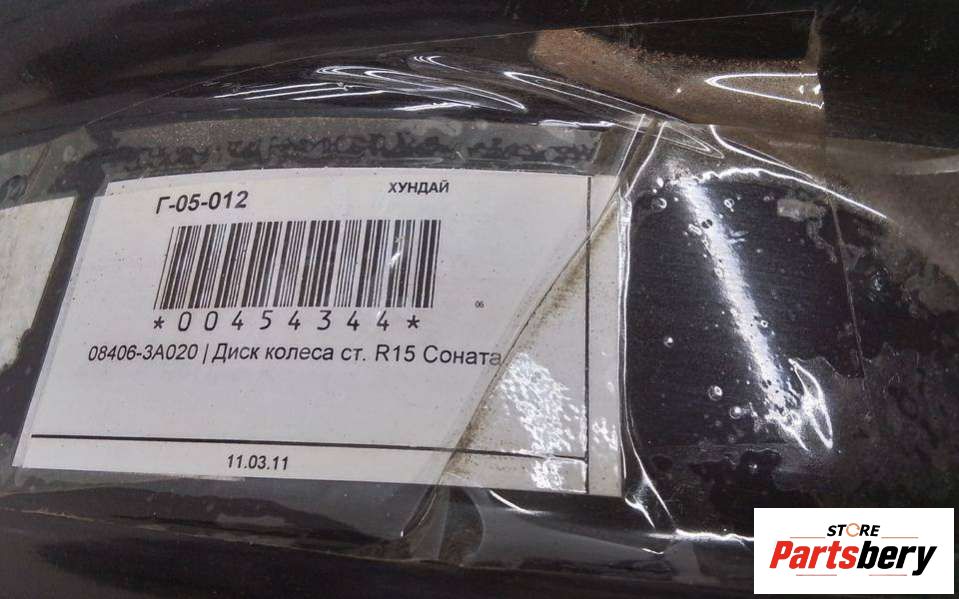 ХУНДАЙ
Г-05-012
06
*00454344*
08406-3A020 | Диск колеса ст. R15 Соната
11.03.11
STORE
Partsbery